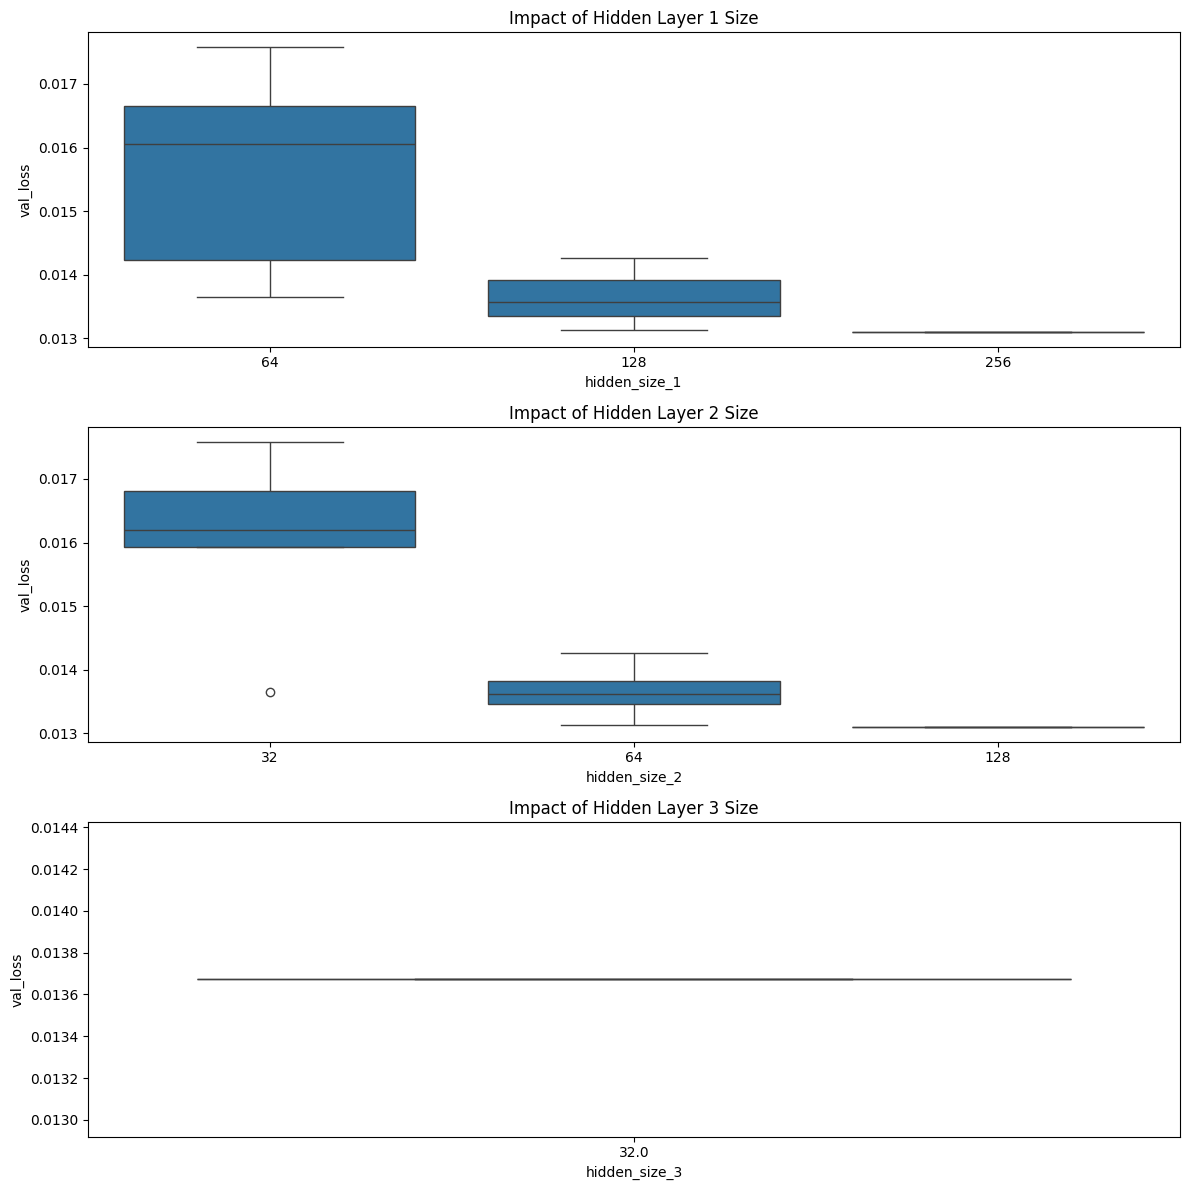 Impact of Hidden Layer 1 Size
val_loss
0.017
0.016
0.015
0.014
0.013
64 128 256
hidden_size_1
Impact of Hidden Layer 2 Size
val_loss
0.017
0.016
0.015
0.014
0.013
32 64 128
hidden_size_2
Impact of Hidden Layer 3 Size
val_loss
0.0144
0.0142
0.0140
0.0138
0.0136
0.0134
0.0132
0.0130
32.0
hidden_size_3